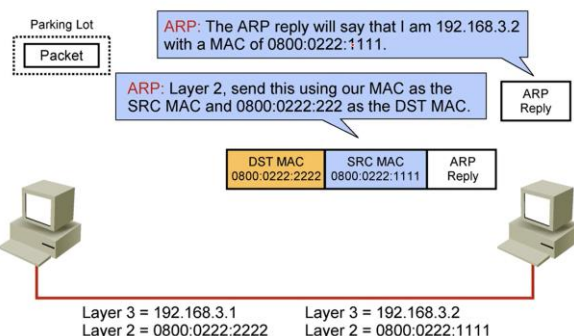 Parking Lot
Packet
ARP: The ARP reply will say that I am 192.168.3.2
with a MAC of 0800:0222:1111.
ARP: Layer 2, send this using our MAC as the
SRC MAC and 0800:0222:222 as the DST MAC.
ARP
Reply
DST MAC
0800:0222:2222
SRC MAC
0800:0222:1111
ARP
Reply
Layer 3 = 192.168.3.1
Layer 2 = 0800:0222:2222
Layer 3 = 192.168.3.2
Layer 2 = 0800:0222:1111